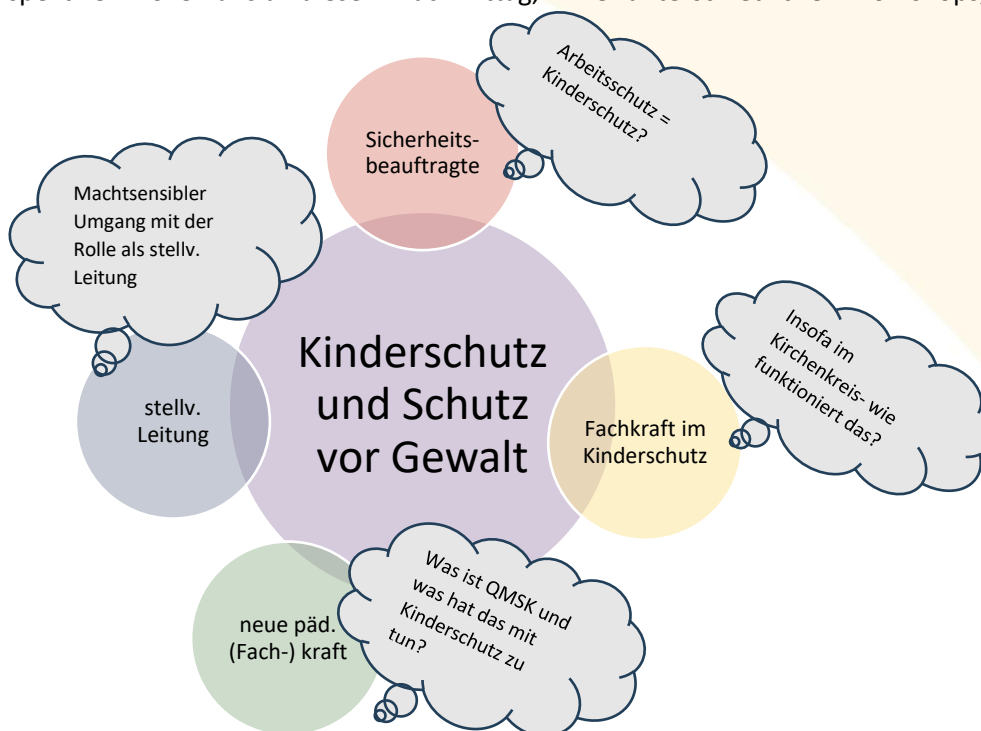 Arbeitsschutz =
Kinderschutz?
Sicherheits-
beauftragte
Machtsensibler
Umgang mit der
Rolle als stellv.
Leitung
Kinderschutz
und Schutz
vor Gewalt
Insofa im
Kirchenkreis- wie
funktioniert das?
stellv.
Leitung
Fachkraft im
Kinderschutz
Was ist QMSK und
was hat das mit
Kinderschutz zu
tun?
neue päd.
(Fach-) kraft